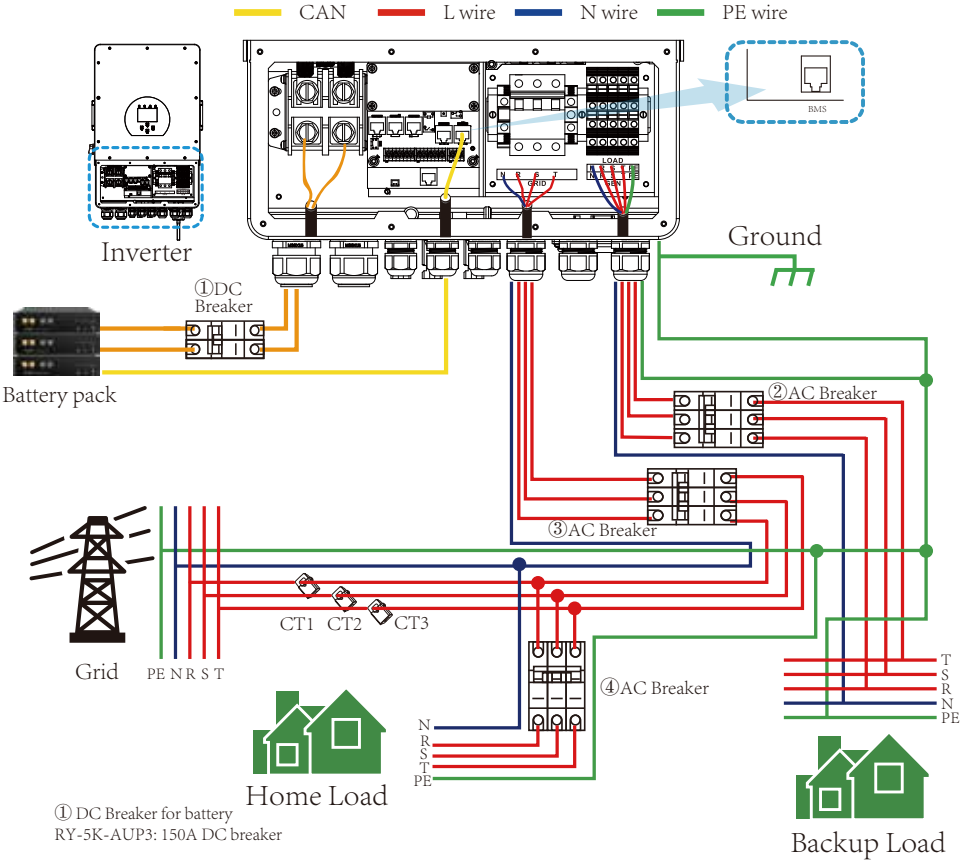 CAN L wire N wire PE wire
BMS
LOAD
N R S T
GRID
GEN
Inverter
Ground
①DC
Breaker
Battery pack
②AC Breaker
③AC Breaker
CT1 CT2 CT3
Grid
PE N R S T
④AC Breaker
T
S
R
N
PE
N
R
S
T
PE
Home Load
Backup Load
① DC Breaker for battery
RY-5K-AUP3: 150A DC breaker